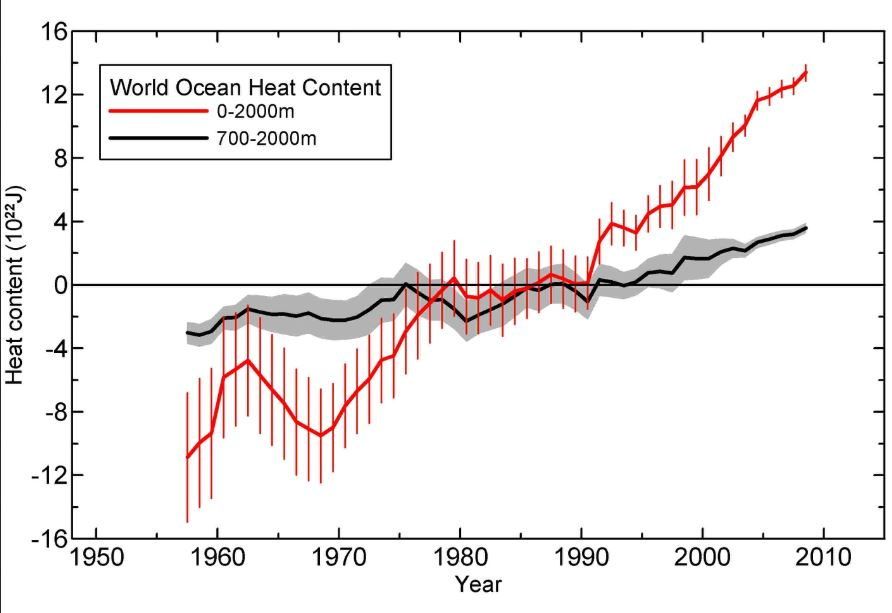 16
12
8
4
0
-4
-8
-12
-16
World Ocean Heat Content
0-2000m
700-2000m
Heat content (10²²J)
1950 1960 1970 1980 1990 2000 2010
Year